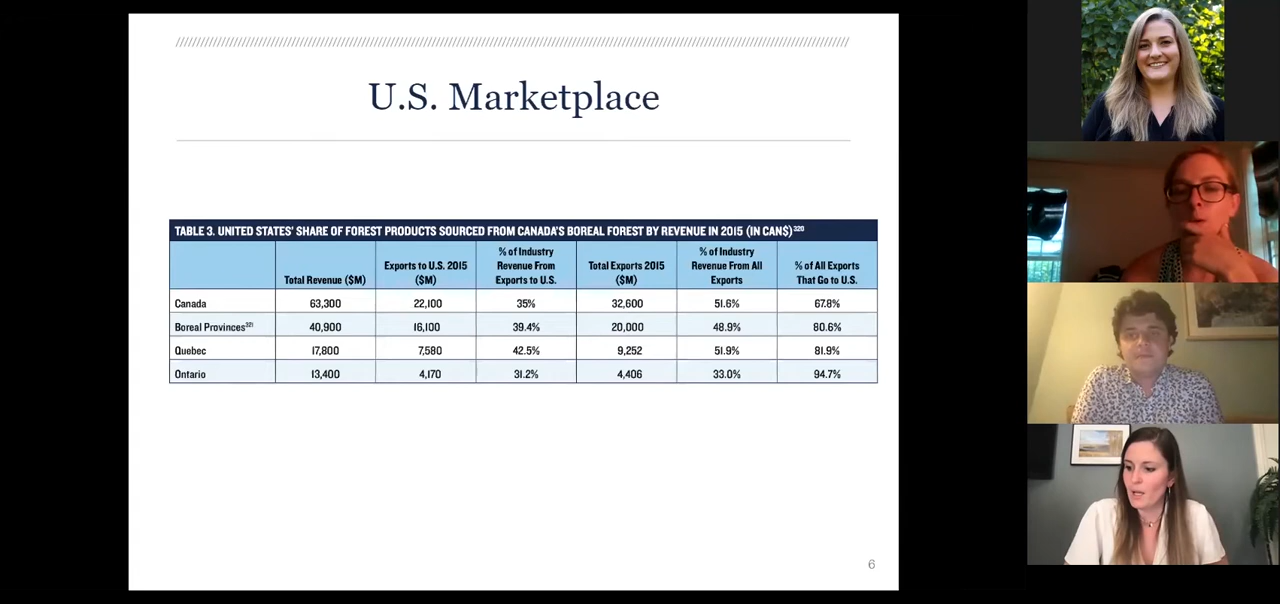 U.S. Marketplace
TABLE 3. UNITED STATES' SHARE OF FOREST PRODUCTS SOURCED FROM CANADA'S BOREAL FOREST BY REVENUE IN 2015 (IN CAN$)320
Total Revenue ($M) Exports to U.S. 2015 ($M) % of Industry Revenue From Exports to U.S. Total Exports 2015 ($M) % of Industry Revenue From All Exports % of All Exports That Go to U.S.
Canada 63,300 22,100 35% 32,600 51.6% 67.8%
Boreal Provinces321 40,900 16,100 39.4% 20,000 48.9% 80.6%
Quebec 17,800 7,580 42.5% 9,252 51.9% 81.9%
Ontario 13,400 4,170 31.2% 4,406 33.0% 94.7%
6